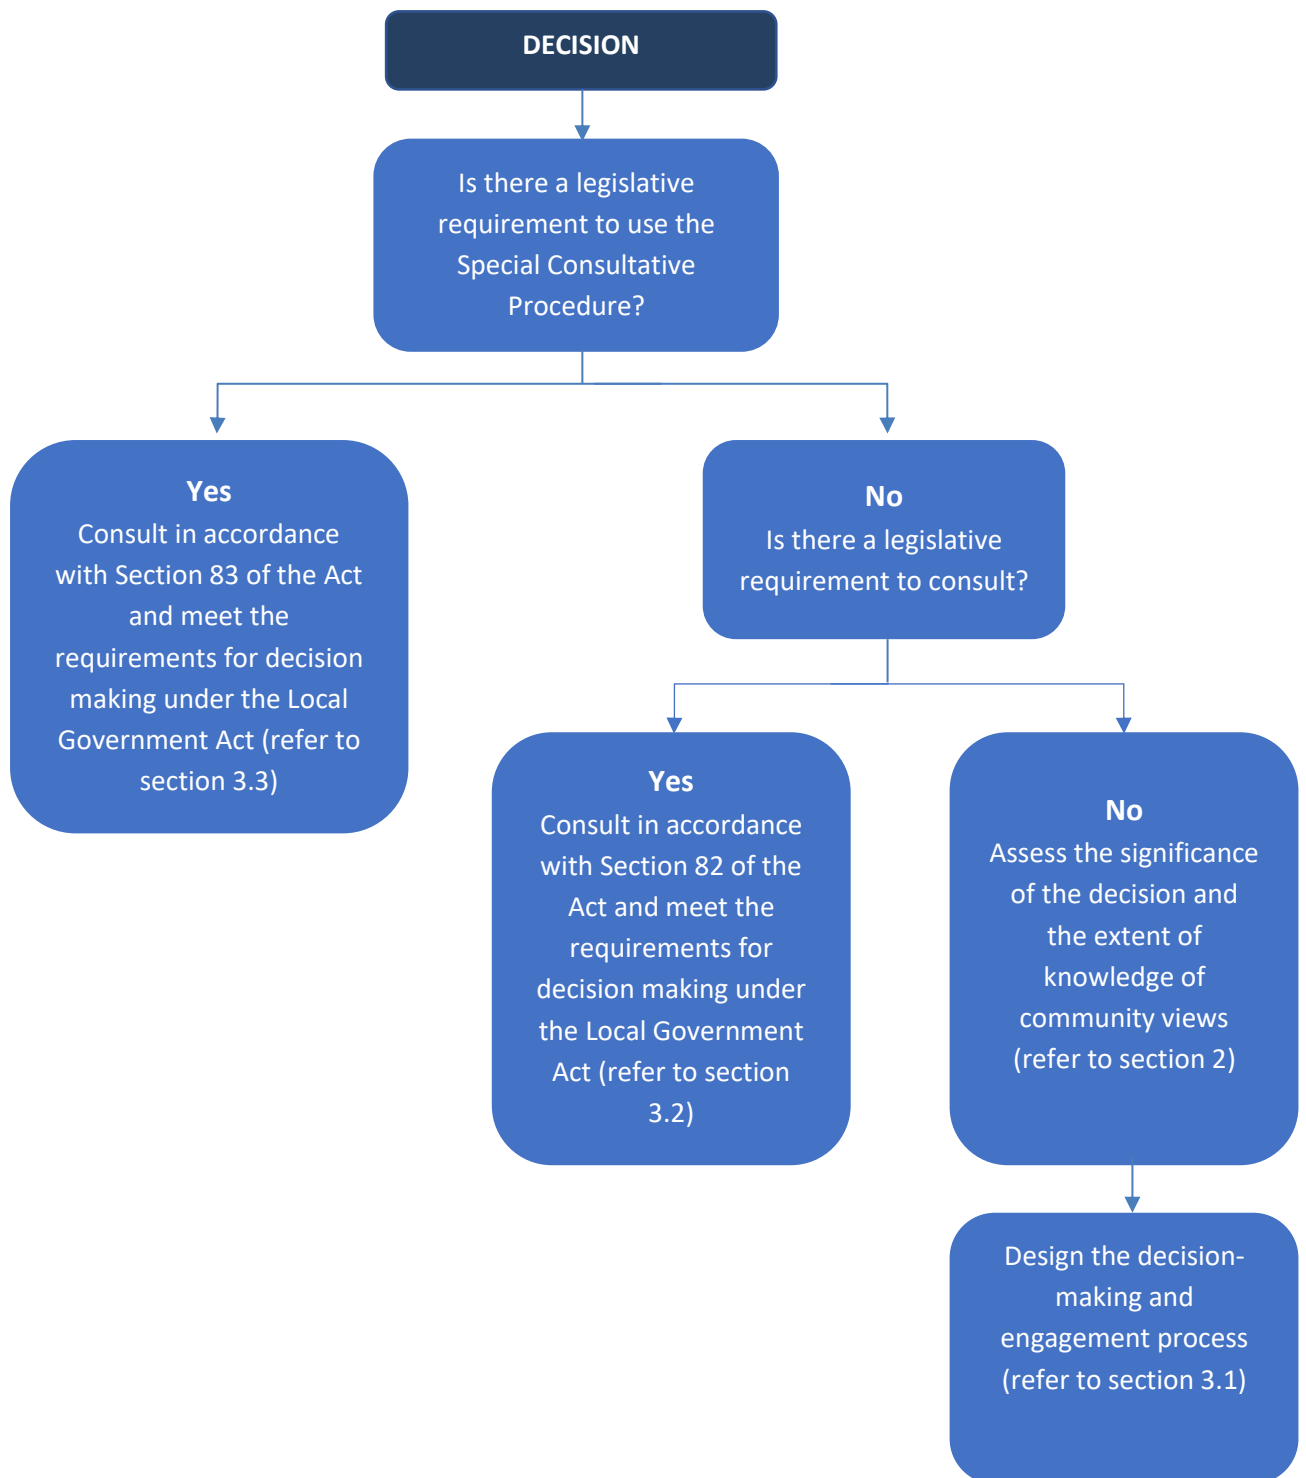 DECISION
Is there a legislative
requirement to use the
Special Consultative
Procedure?
Yes
Consult in accordance
with Section 83 of the Act
and meet the
requirements for decision
making under the Local
Government Act (refer to
section 3.3)
No
Is there a legislative
requirement to consult?
Yes
Consult in accordance
with Section 82 of the
Act and meet the
requirements for
decision making under
the Local Government
Act (refer to section
3.2)
No
Assess the significance
of the decision and
the extent of
knowledge of
community views
(refer to section 2)
Design the decision-
making and
engagement process
(refer to section 3.1)